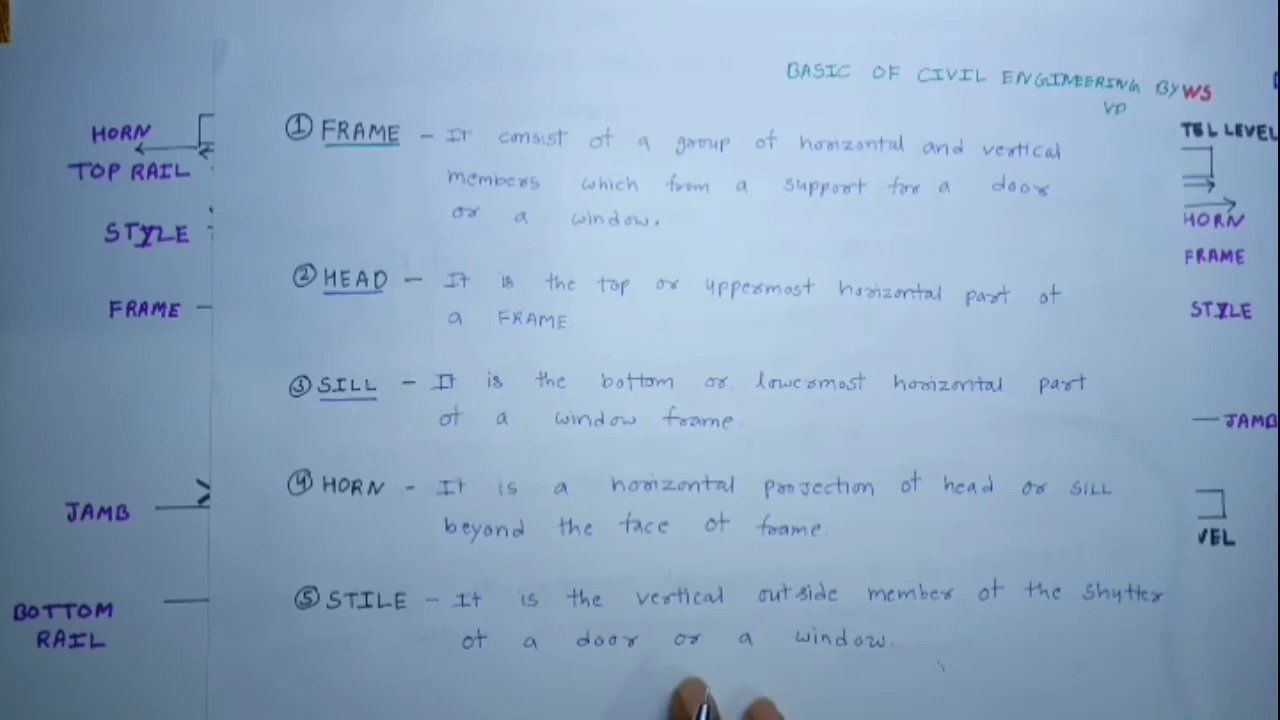 BASIC OF CIVIL ENGINEERING BY WS
VD
① FRAME - It consist of a group of horizontal and vertical
members which from a support for a door
or a window.
② HEAD - It is the top or uppermost horizontal part of
a FRAME.
③ SILL - It is the bottom or lowermost horizontal part
of a window frame.
④ HORN - It is a horizontal projection of head or SILL
beyond the face of frame.
⑤ STILE - It is the vertical outside member of the shutter
of a door or a window.
HORN
TOP RAIL
STYLE
FRAME
JAMB
BOTTOM
RAIL
TEL LEVEL
HORN
FRAME
STYLE
JAMB
VEL